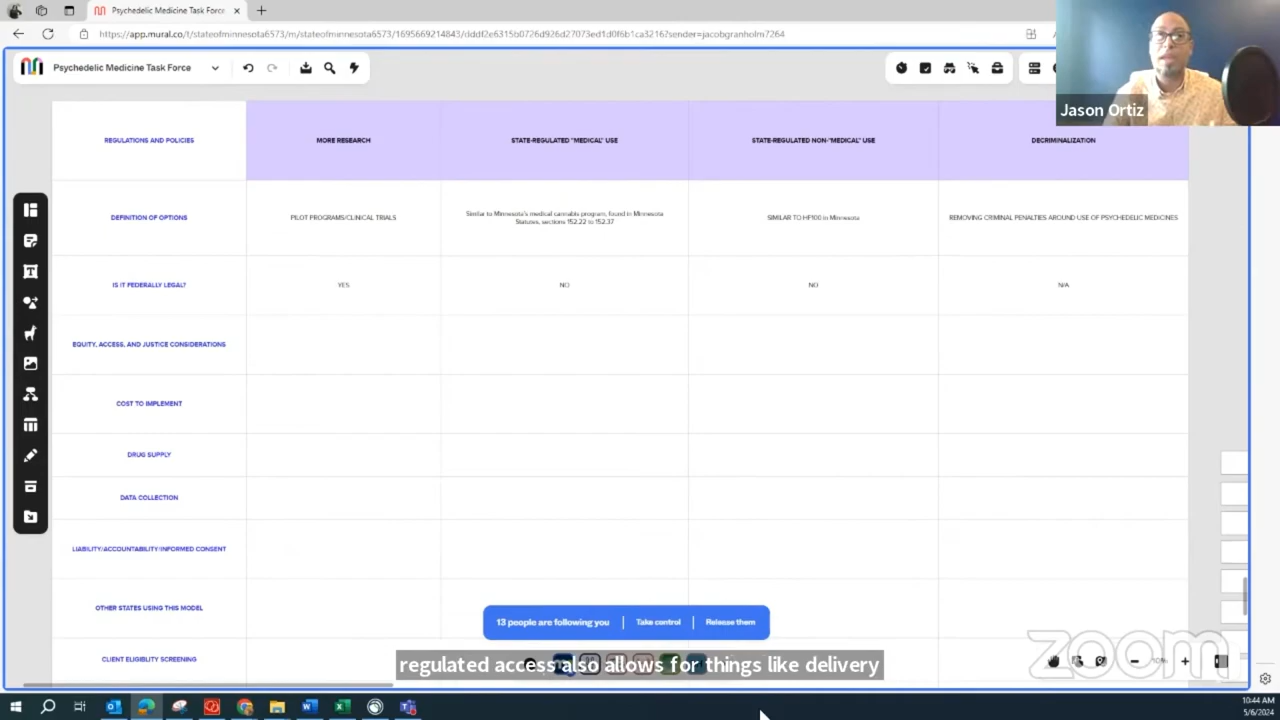 Psychedelic Medicine Task Force
https://app.mural.co/t/stateofminnesota6573/m/stateofminnesota6573/1695669214843/dddf2e6315b0726d926d27073ed1d0f6b1ca3216?sender=jacobgranholm7264
Psychedelic Medicine Task Force
Jason Ortiz
REGULATIONS AND POLICIES
MORE RESEARCH
STATE-REGULATED "MEDICAL" USE
STATE-REGULATED NON-"MEDICAL" USE
DECRIMINALIZATION
DEFINITION OF OPTIONS
PILOT PROGRAMS/CLINICAL TRIALS
Similar to Minnesota's medical cannabis program, found in Minnesota
Statutes, sections 152.22 to 152.37
SIMILAR TO HF100 in Minnesota
REMOVING CRIMINAL PENALTIES AROUND USE OF PSYCHEDELIC MEDICINES
IS IT FEDERALLY LEGAL?
YES
NO
NO
N/A
EQUITY, ACCESS, AND JUSTICE CONSIDERATIONS
COST TO IMPLEMENT
DRUG SUPPLY
DATA COLLECTION
LIABILITY/ACCOUNTABILITY/INFORMED CONSENT
OTHER STATES USING THIS MODEL
13 people are following you
Take control
Release them
CLIENT ELIGIBLITY SCREENING
regulated access also allows for things like delivery
zoom
10:44 AM
5/6/2024